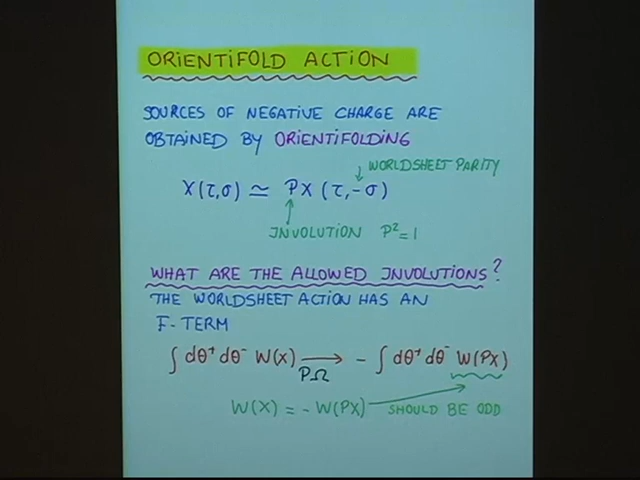 ORIENTIFOLD ACTION
SOURCES OF NEGATIVE CHARGE ARE
OBTAINED BY ORIENTIFOLDING
WORLDSHEET PARITY
X(τ,σ) ≃ PX (τ,-σ)
INVOLUTION P²=1
WHAT ARE THE ALLOWED INVOLUTIONS?
THE WORLDSHEET ACTION HAS AN
F-TERM
∫dθ⁺dθ⁻ W(X) → - ∫dθ⁺dθ⁻ W(PX)
PΩ
W(X) = - W(PX) SHOULD BE ODD